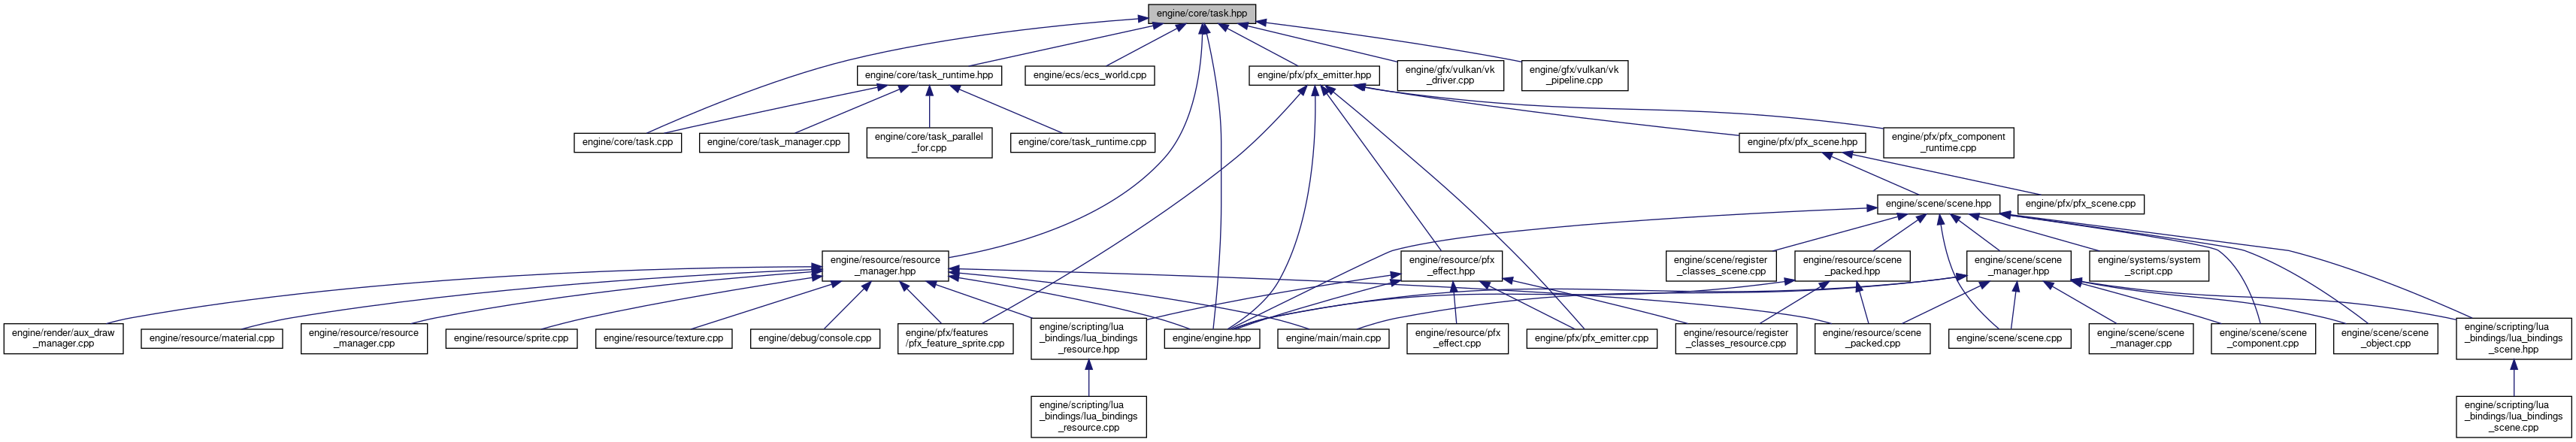 engine/core/task.hpp
engine/core/task_runtime.hpp
engine/ecs/ecs_world.cpp
engine/pfx/pfx_emitter.hpp
engine/gfx/vulkan/vk
_driver.cpp
engine/gfx/vulkan/vk
_pipeline.cpp
engine/core/task.cpp
engine/core/task_manager.cpp
engine/core/task_parallel
_for.cpp
engine/core/task_runtime.cpp
engine/pfx/pfx_scene.hpp
engine/pfx/pfx_component
_runtime.cpp
engine/scene/scene.hpp
engine/pfx/pfx_scene.cpp
engine/resource/resource
_manager.hpp
engine/resource/pfx
_effect.hpp
engine/scene/register
_classes_scene.cpp
engine/resource/scene
_packed.hpp
engine/scene/scene
_manager.hpp
engine/systems/system
_script.cpp
engine/render/aux_draw
_manager.cpp
engine/resource/material.cpp
engine/resource/resource
_manager.cpp
engine/resource/sprite.cpp
engine/resource/texture.cpp
engine/debug/console.cpp
engine/pfx/features
/pfx_feature_sprite.cpp
engine/scripting/lua
_bindings/lua_bindings
_resource.hpp
engine/engine.hpp
engine/main/main.cpp
engine/resource/pfx
_effect.cpp
engine/pfx/pfx_emitter.cpp
engine/resource/register
_classes_resource.cpp
engine/resource/scene
_packed.cpp
engine/scene/scene.cpp
engine/scene/scene
_manager.cpp
engine/scene/scene
_component.cpp
engine/scene/scene
_object.cpp
engine/scripting/lua
_bindings/lua_bindings
_scene.hpp
engine/scripting/lua
_bindings/lua_bindings
_resource.cpp
engine/scripting/lua
_bindings/lua_bindings
_scene.cpp